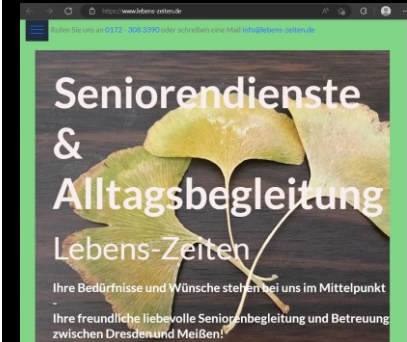 https://www.lebens-zeiten.de
Rufen Sie uns an 0172 - 308 3390 oder schreiben eine Mail info@lebens-zeiten.de
Seniorendienste
&
Alltagsbegleitung
Lebens-Zeiten
Ihre Bedürfnisse und Wünsche stehen bei uns im Mittelpunkt
-
Ihre freundliche liebevolle Seniorenbegleitung und Betreuung
zwischen Dresden und Meißen!